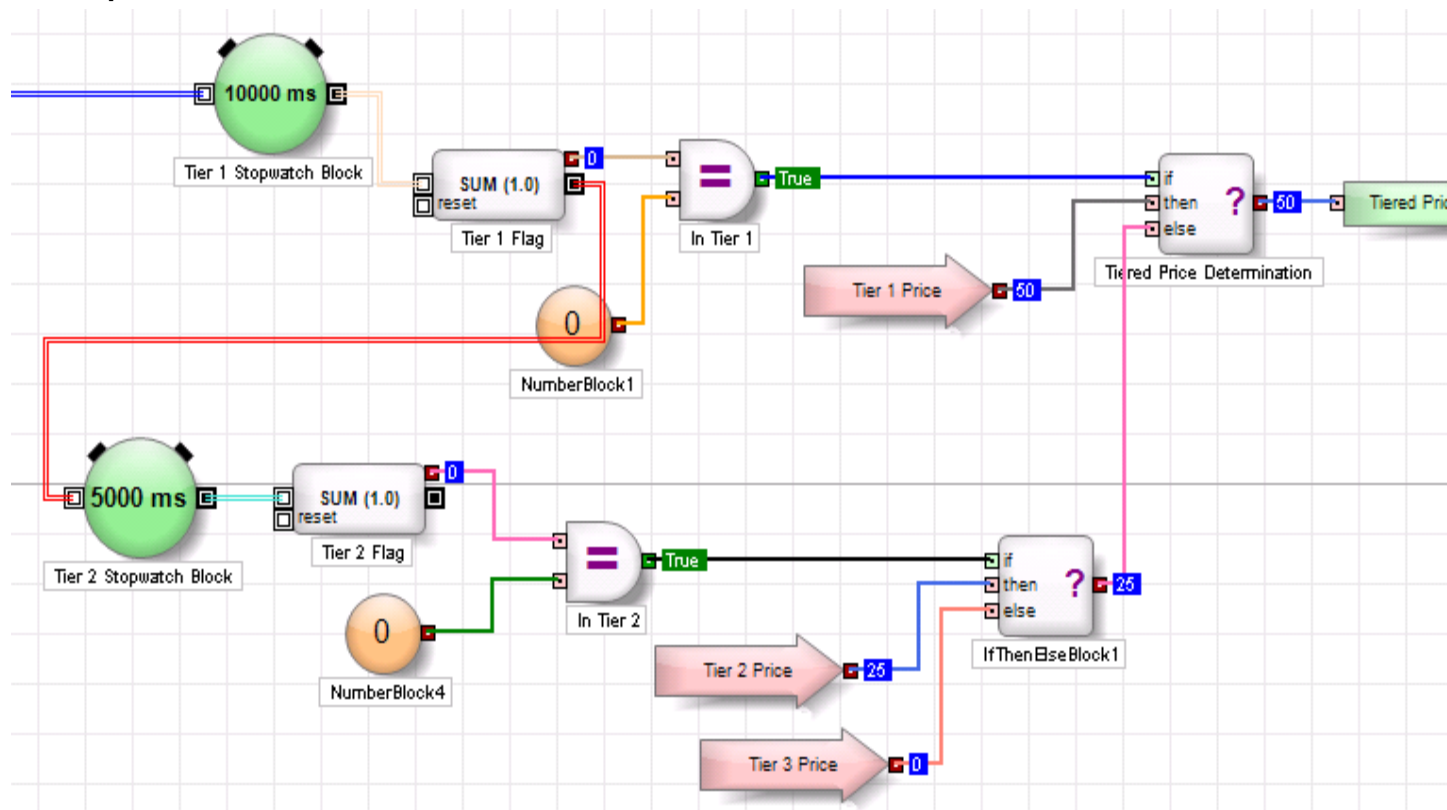 10000 ms
Tier 1 Stopwatch Block
SUM (1.0)
reset
0
Tier 1 Flag
=
In Tier 1
True
if
then
else
?
50
Tiered Price Determination
Tiered
Tier 1 Price
50
0
NumberBlock1
5000 ms
Tier 2 Stopwatch Block
SUM (1.0)
reset
0
Tier 2 Flag
=
In Tier 2
True
if
then
else
?
25
IfThenElseBlock1
0
NumberBlock4
Tier 2 Price
25
Tier 3 Price
0